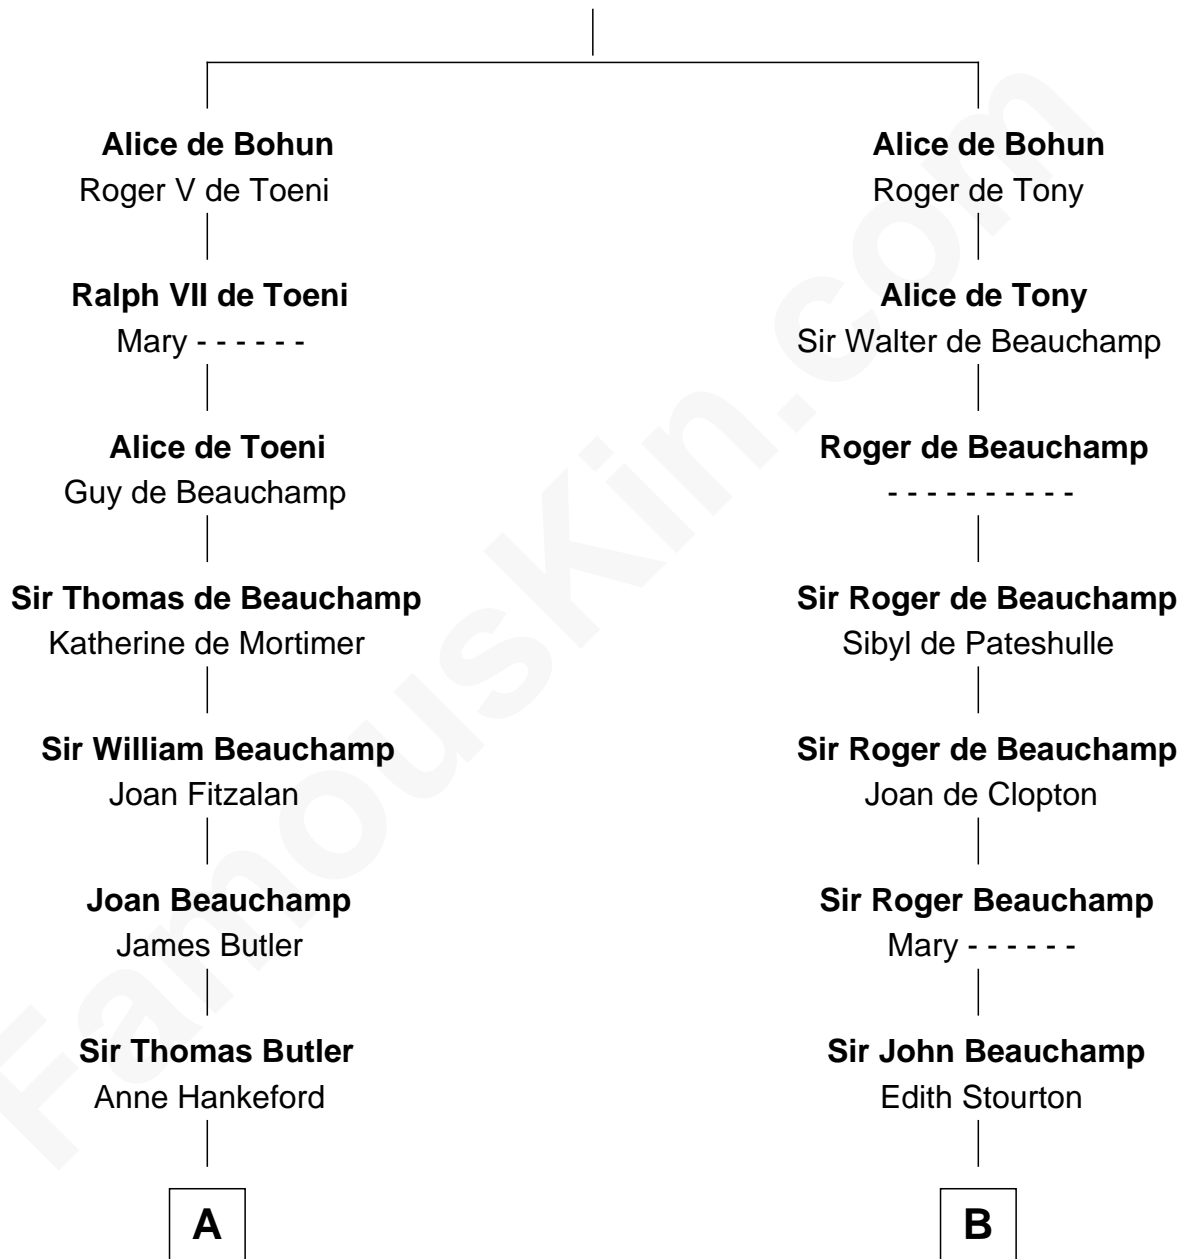 Alice de Bohun
Roger V de Toeni
Ralph VII de Toeni
Mary - - - - - -
Alice de Toeni
Guy de Beauchamp
Sir Thomas de Beauchamp
Katherine de Mortimer
Sir William Beauchamp
Joan Fitzalan
Joan Beauchamp
James Butler
Sir Thomas Butler
Anne Hankeford
A
Alice de Bohun
Roger de Tony
Alice de Tony
Sir Walter de Beauchamp
Roger de Beauchamp
- - - - - - - - - -
Sir Roger de Beauchamp
Sibyl de Pateshulle
Sir Roger de Beauchamp
Joan de Clopton
Sir Roger Beauchamp
Mary - - - - - -
Sir John Beauchamp
Edith Stourton
B
FamousKin.com